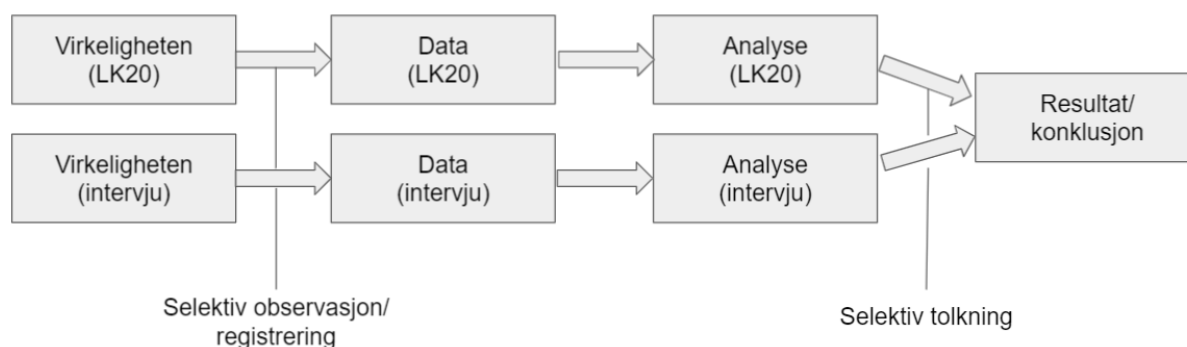 Virkeligheten
(LK20)
Data
(LK20)
Analyse
(LK20)
Resultat/
konklusjon
Virkeligheten
(intervju)
Data
(intervju)
Analyse
(intervju)
Selektiv observasjon/
registrering
Selektiv tolkning